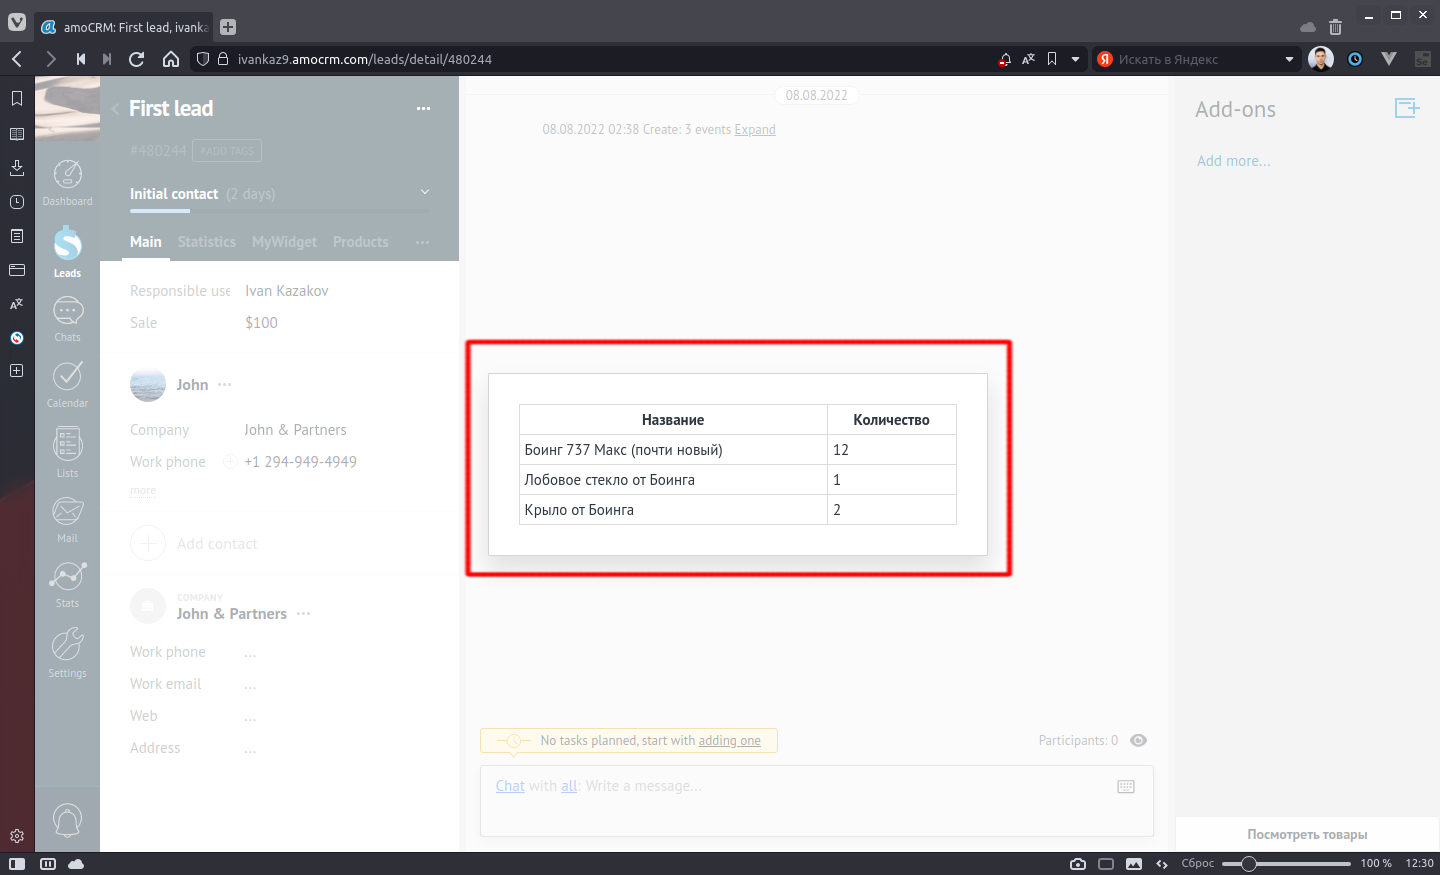 amoCRM: First lead, ivanka
ivankaz9.amocrm.com/leads/detail/480244
Искать в Яндекс
Dashboard
Leads
Chats
Calendar
Lists
Mail
Stats
Settings
First lead
#480244 #ADD TAGS
Initial contact (2 days)
Main Statistics MyWidget Products
Responsible use Ivan Kazakov
Sale $100
John
Company John & Partners
Work phone +1 294-949-4949
more
Add contact
COMPANY
John & Partners
Work phone ...
Work email ...
Web ...
Address ...
08.08.2022
08.08.2022 02:38 Create: 3 events Expand
Название Количество
Боинг 737 Макс (почти новый) 12
Лобовое стекло от Боинга 1
Крыло от Боинга 2
No tasks planned, start with adding one
Participants: 0
Chat with all: Write a message...
Add-ons
Add more...
Посмотреть товары
Сброс 100 % 12:30